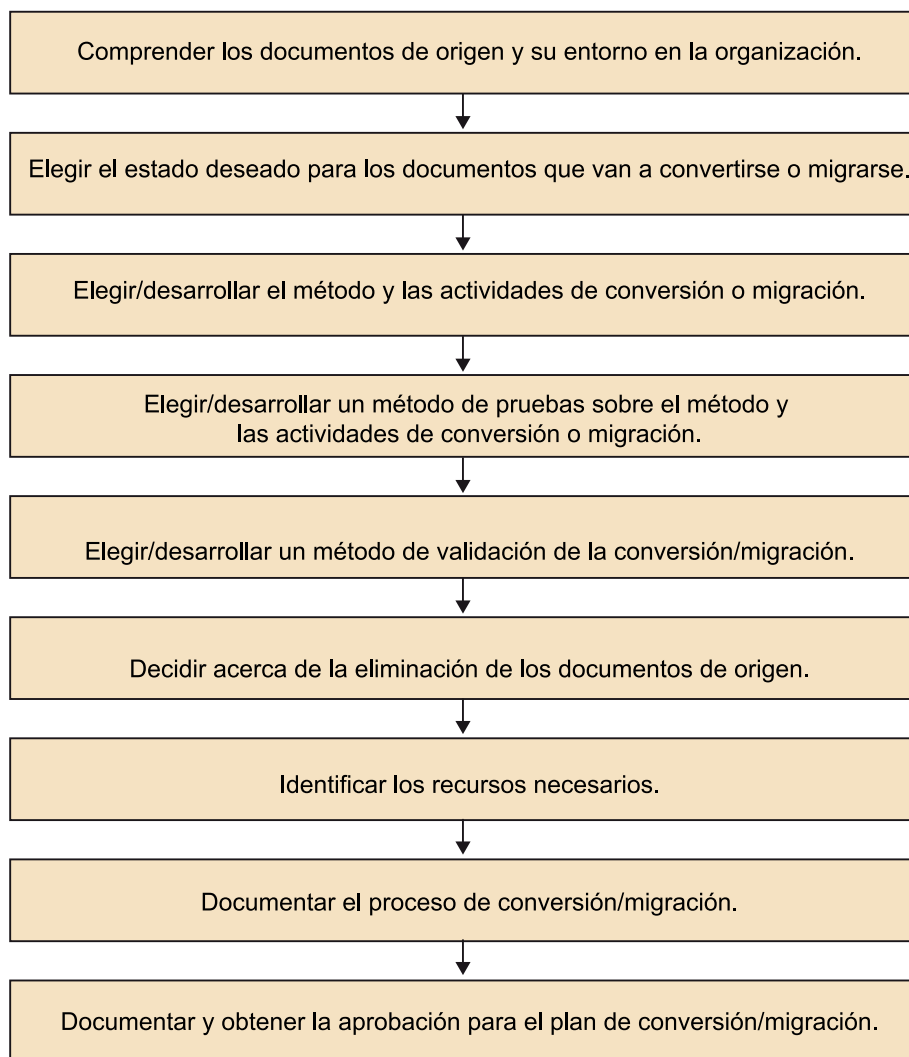 Comprender los documentos de origen y su entorno en la organización.
Elegir el estado deseado para los documentos que van a convertirse o migrarse.
Elegir/desarrollar el método y las actividades de conversión o migración.
Elegir/desarrollar un método de pruebas sobre el método y
las actividades de conversión o migración.
Elegir/desarrollar un método de validación de la conversión/migración.
Decidir acerca de la eliminación de los documentos de origen.
Identificar los recursos necesarios.
Documentar el proceso de conversión/migración.
Documentar y obtener la aprobación para el plan de conversión/migración.